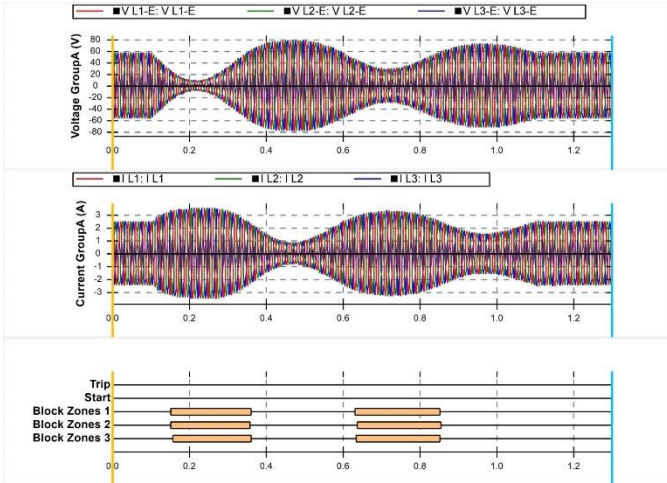 ■V L1-E: V L1-E ■V L2-E: V L2-E ■V L3-E: V L3-E
Voltage GroupA (V)
80
60
40
20
0
-20
-40
-60
-80
0.0 0.2 0.4 0.6 0.8 1.0 1.2
■I L1: I L1 ■I L2: I L2 ■I L3: I L3
Current GroupA (A)
3
2
1
0
-1
-2
-3
0.0 0.2 0.4 0.6 0.8 1.0 1.2
Trip
Start
Block Zones 1
Block Zones 2
Block Zones 3
0.0 0.2 0.4 0.6 0.8 1.0 1.2